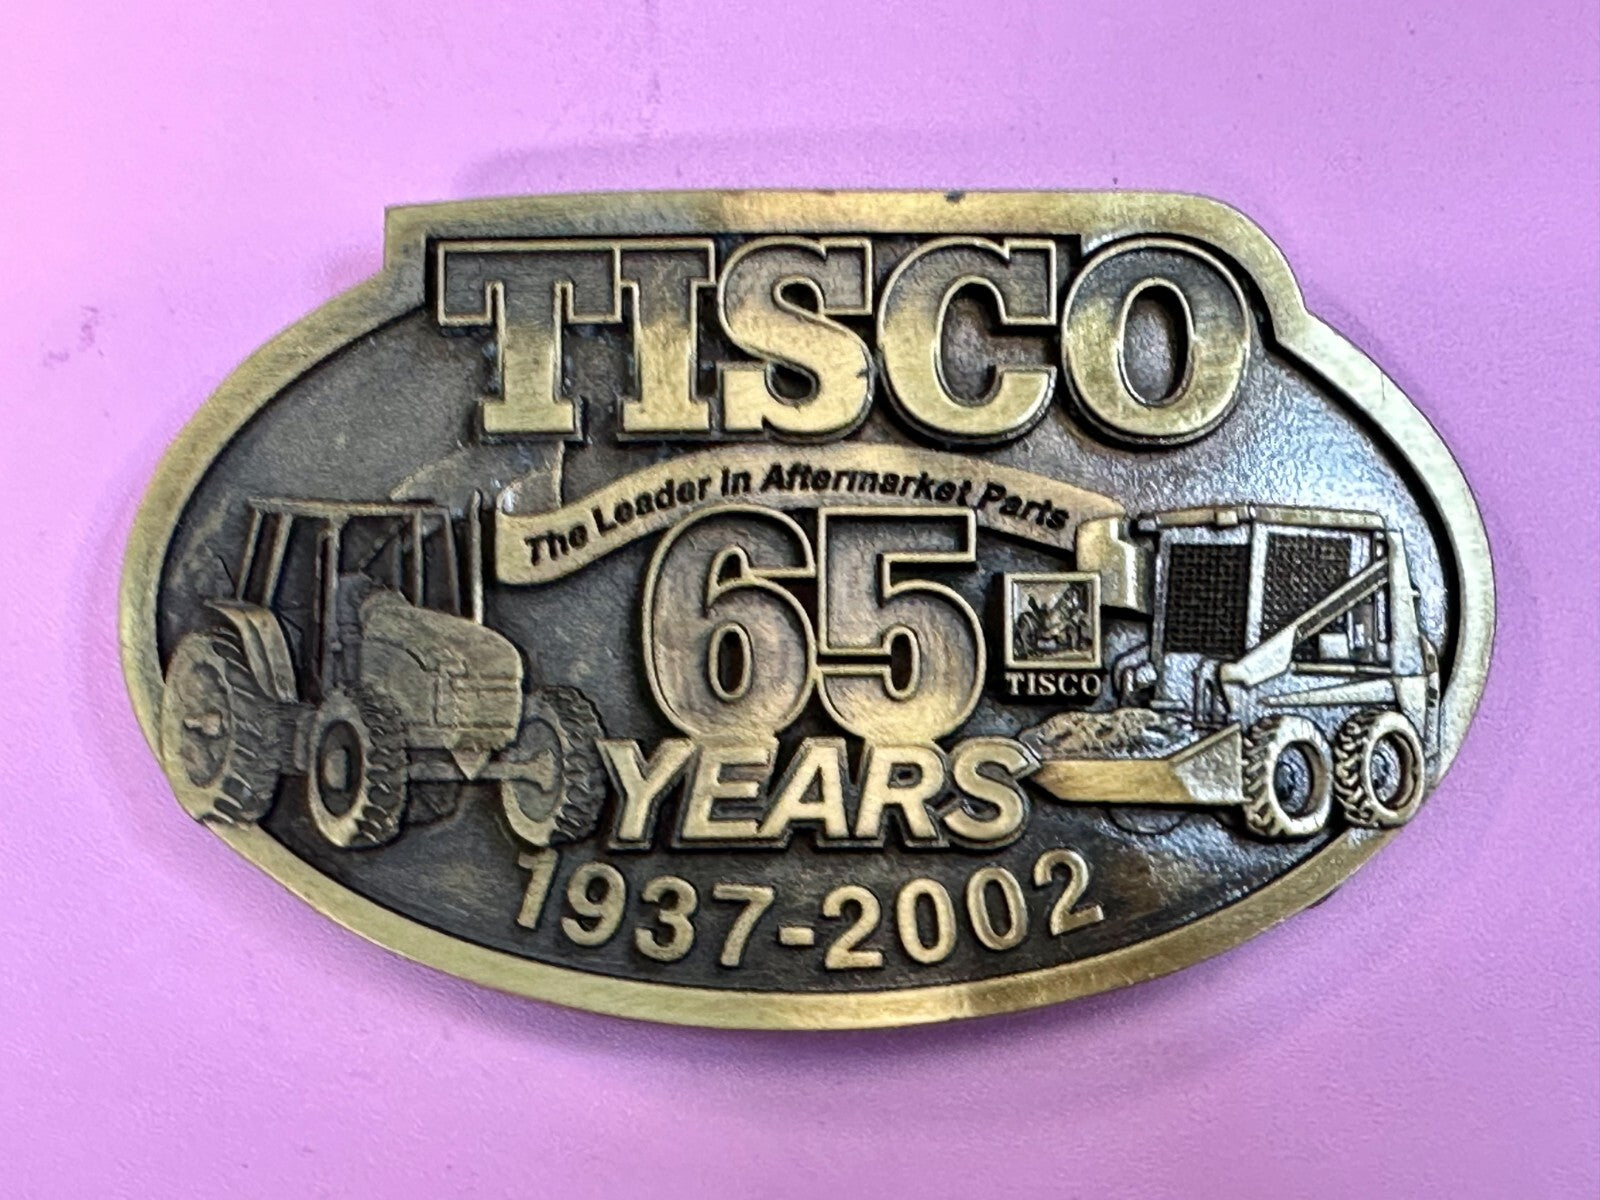 TISCO
The Leader in Aftermarket Parts
65
TISCO
YEARS
1937-2002